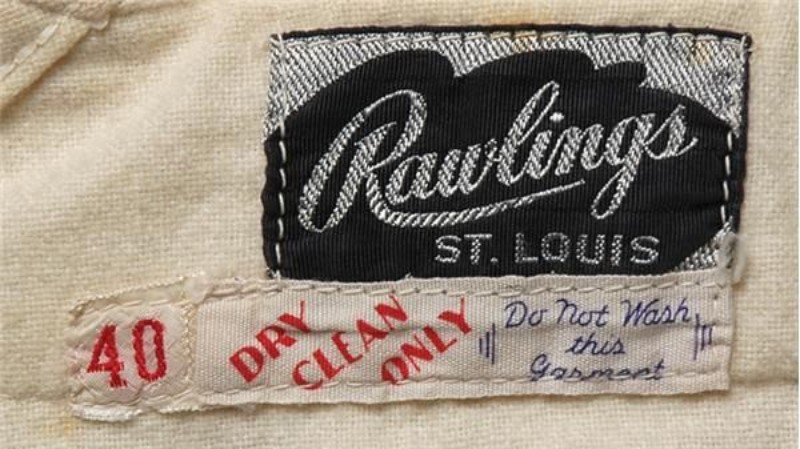 Rawlings
ST. LOUIS
40
DRY
CLEAN
ONLY
Do Not Wash
this
Garment